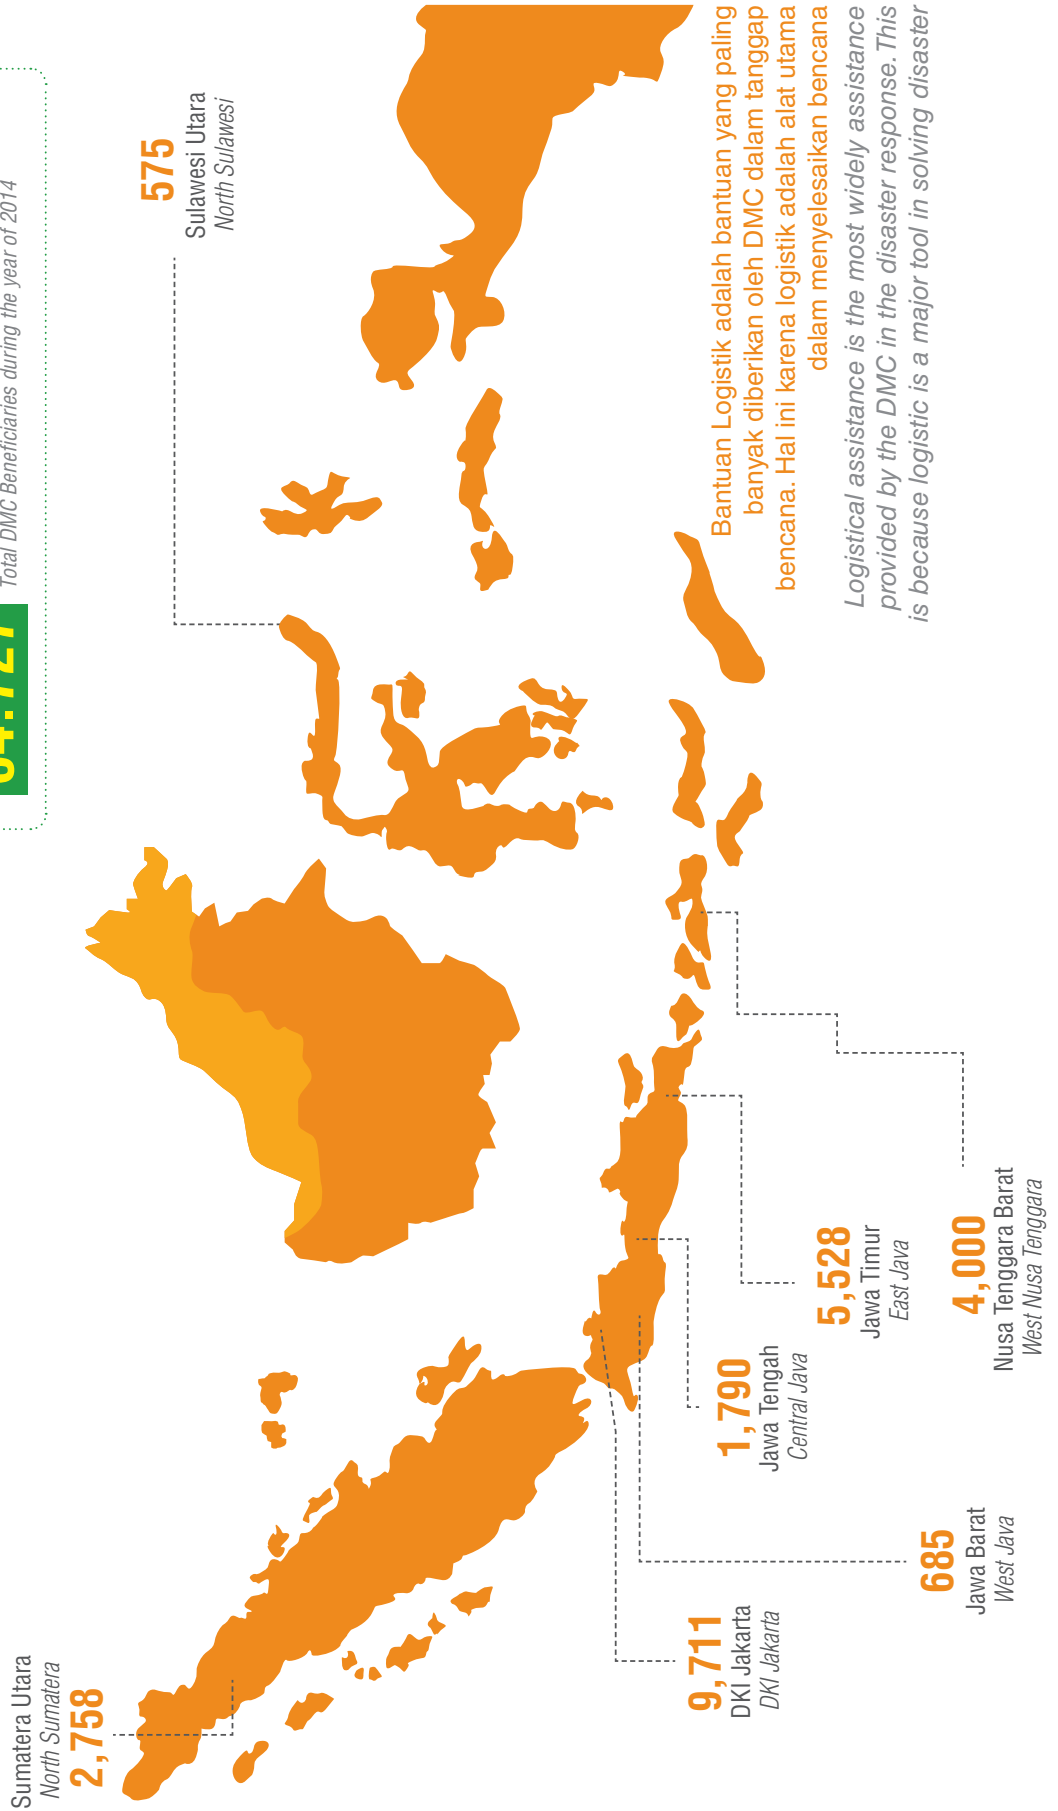 Total DMC Beneficiaries during the year of 2014
575
Sulawesi Utara
North Sulawesi
Sumatera Utara
North Sumatera
2,758
Bantuan Logistik adalah bantuan yang paling
banyak diberikan oleh DMC dalam tanggap
bencana. Hal ini karena logistik adalah alat utama
dalam menyelesaikan bencana
Logistical assistance is the most widely assistance
provided by the DMC in the disaster response. This
is because logistic is a major tool in solving disaster
9,711
DKI Jakarta
DKI Jakarta
1,790
Jawa Tengah
Central Java
5,528
Jawa Timur
East Java
685
Jawa Barat
West Java
4,000
Nusa Tenggara Barat
West Nusa Tenggara